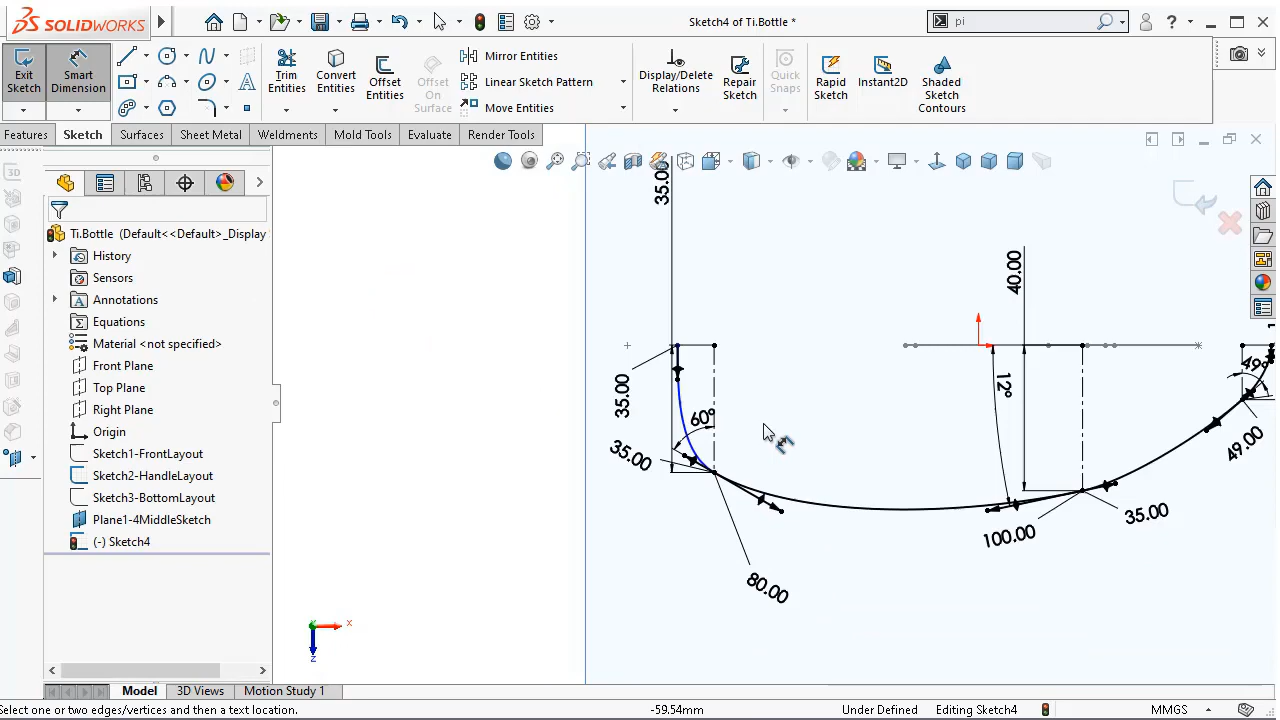 SOLIDWORKS
Sketch4 of Ti.Bottle *
pi
Exit Sketch
Smart Dimension
Trim Entities
Convert Entities
Offset Entities
Offset On Surface
Mirror Entities
Linear Sketch Pattern
Move Entities
Display/Delete Relations
Repair Sketch
Quick Snaps
Rapid Sketch
Instant2D
Shaded Sketch Contours
Features
Sketch
Surfaces
Sheet Metal
Weldments
Mold Tools
Evaluate
Render Tools
Ti.Bottle (Default<<Default>_Display
History
Sensors
Annotations
Equations
Material <not specified>
Front Plane
Top Plane
Right Plane
Origin
Sketch1-FrontLayout
Sketch2-HandleLayout
Sketch3-BottomLayout
Plane1-4MiddleSketch
(-) Sketch4
35.00
40.00
35.00
60°
35.00
80.00
12°
100.00
35.00
49°
49.00
X
Y
Z
Model
3D Views
Motion Study 1
Select one or two edges/vertices and then a text location.
-59.54mm
Under Defined
Editing Sketch4
MMGS